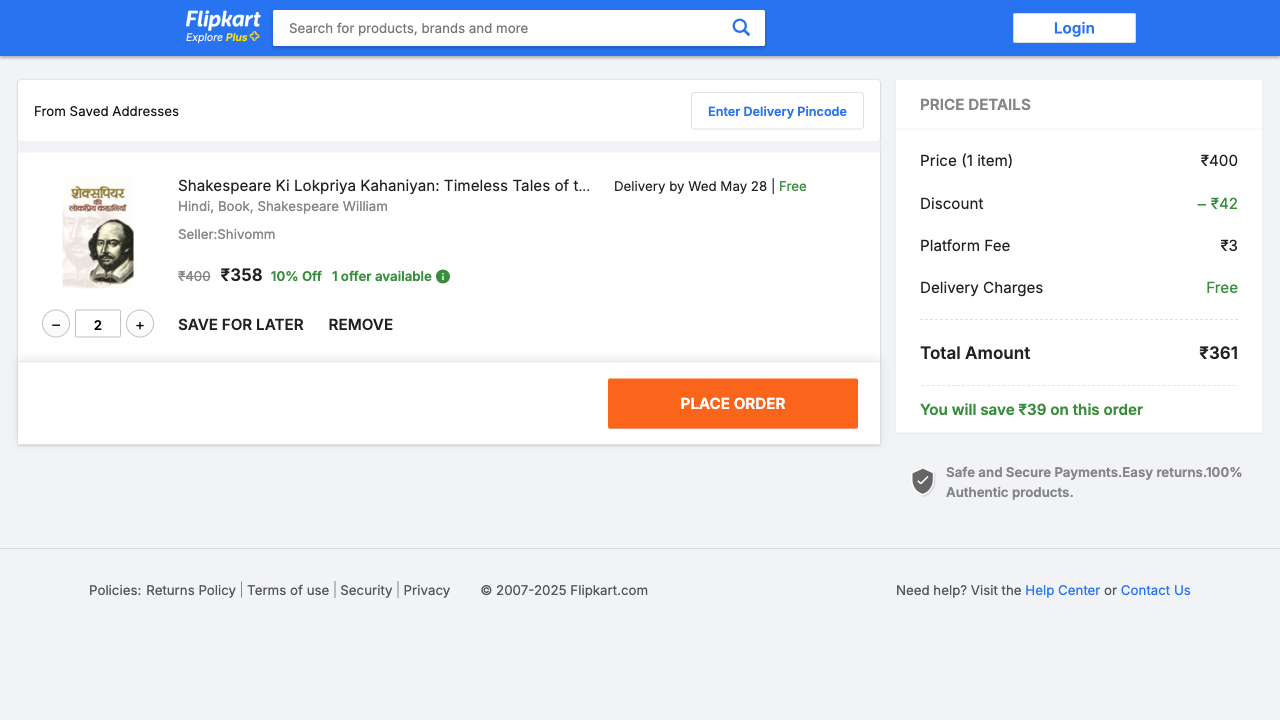 Flipkart
Explore Plus
Search for products, brands and more
Login
From Saved Addresses
Enter Delivery Pincode
शेक्सपियर
की
लोकप्रिय कहानियाँ
Shakespeare Ki Lokpriya Kahaniyan: Timeless Tales of t...
Delivery by Wed May 28 | Free
Hindi, Book, Shakespeare William
Seller:Shivomm
₹400 ₹358 10% Off 1 offer available
– 2 +
SAVE FOR LATER REMOVE
PLACE ORDER
PRICE DETAILS
Price (1 item) ₹400
Discount – ₹42
Platform Fee ₹3
Delivery Charges Free
Total Amount ₹361
You will save ₹39 on this order
Safe and Secure Payments.Easy returns.100%
Authentic products.
Policies: Returns Policy | Terms of use | Security | Privacy © 2007-2025 Flipkart.com
Need help? Visit the Help Center or Contact Us